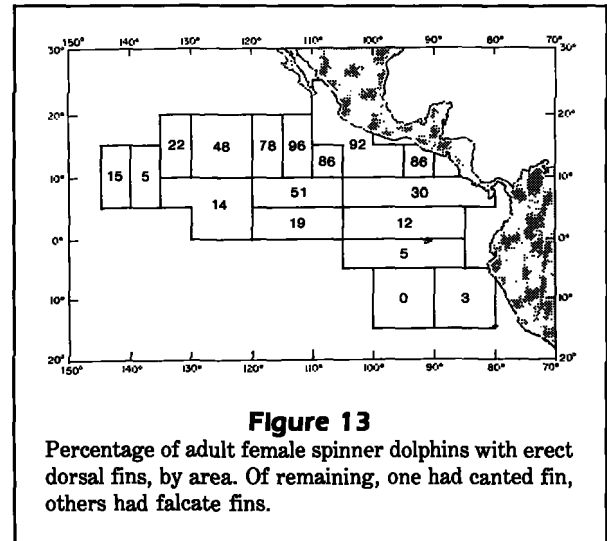 150° 140° 130° 120° 110° 100° 90° 80° 70°
30° 30°
20° 20°
22 48 78 96 92
15 5 86 86
10° 10°
51 30
14
19 12
0° 0°
5
0 3
10° 10°
20° 20°
150° 140° 130° 120° 110° 100° 90° 80° 70°
Figure 13
Percentage of adult female spinner dolphins with erect
dorsal fins, by area. Of remaining, one had canted fin,
others had falcate fins.